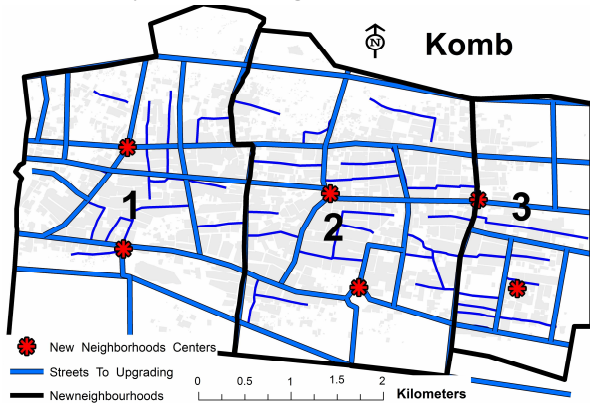 N
Komb
1
2
3
New Neighborhoods Centers
Streets To Upgrading
Newneighbourhoods
0 0.5 1 1.5 2
Kilometers